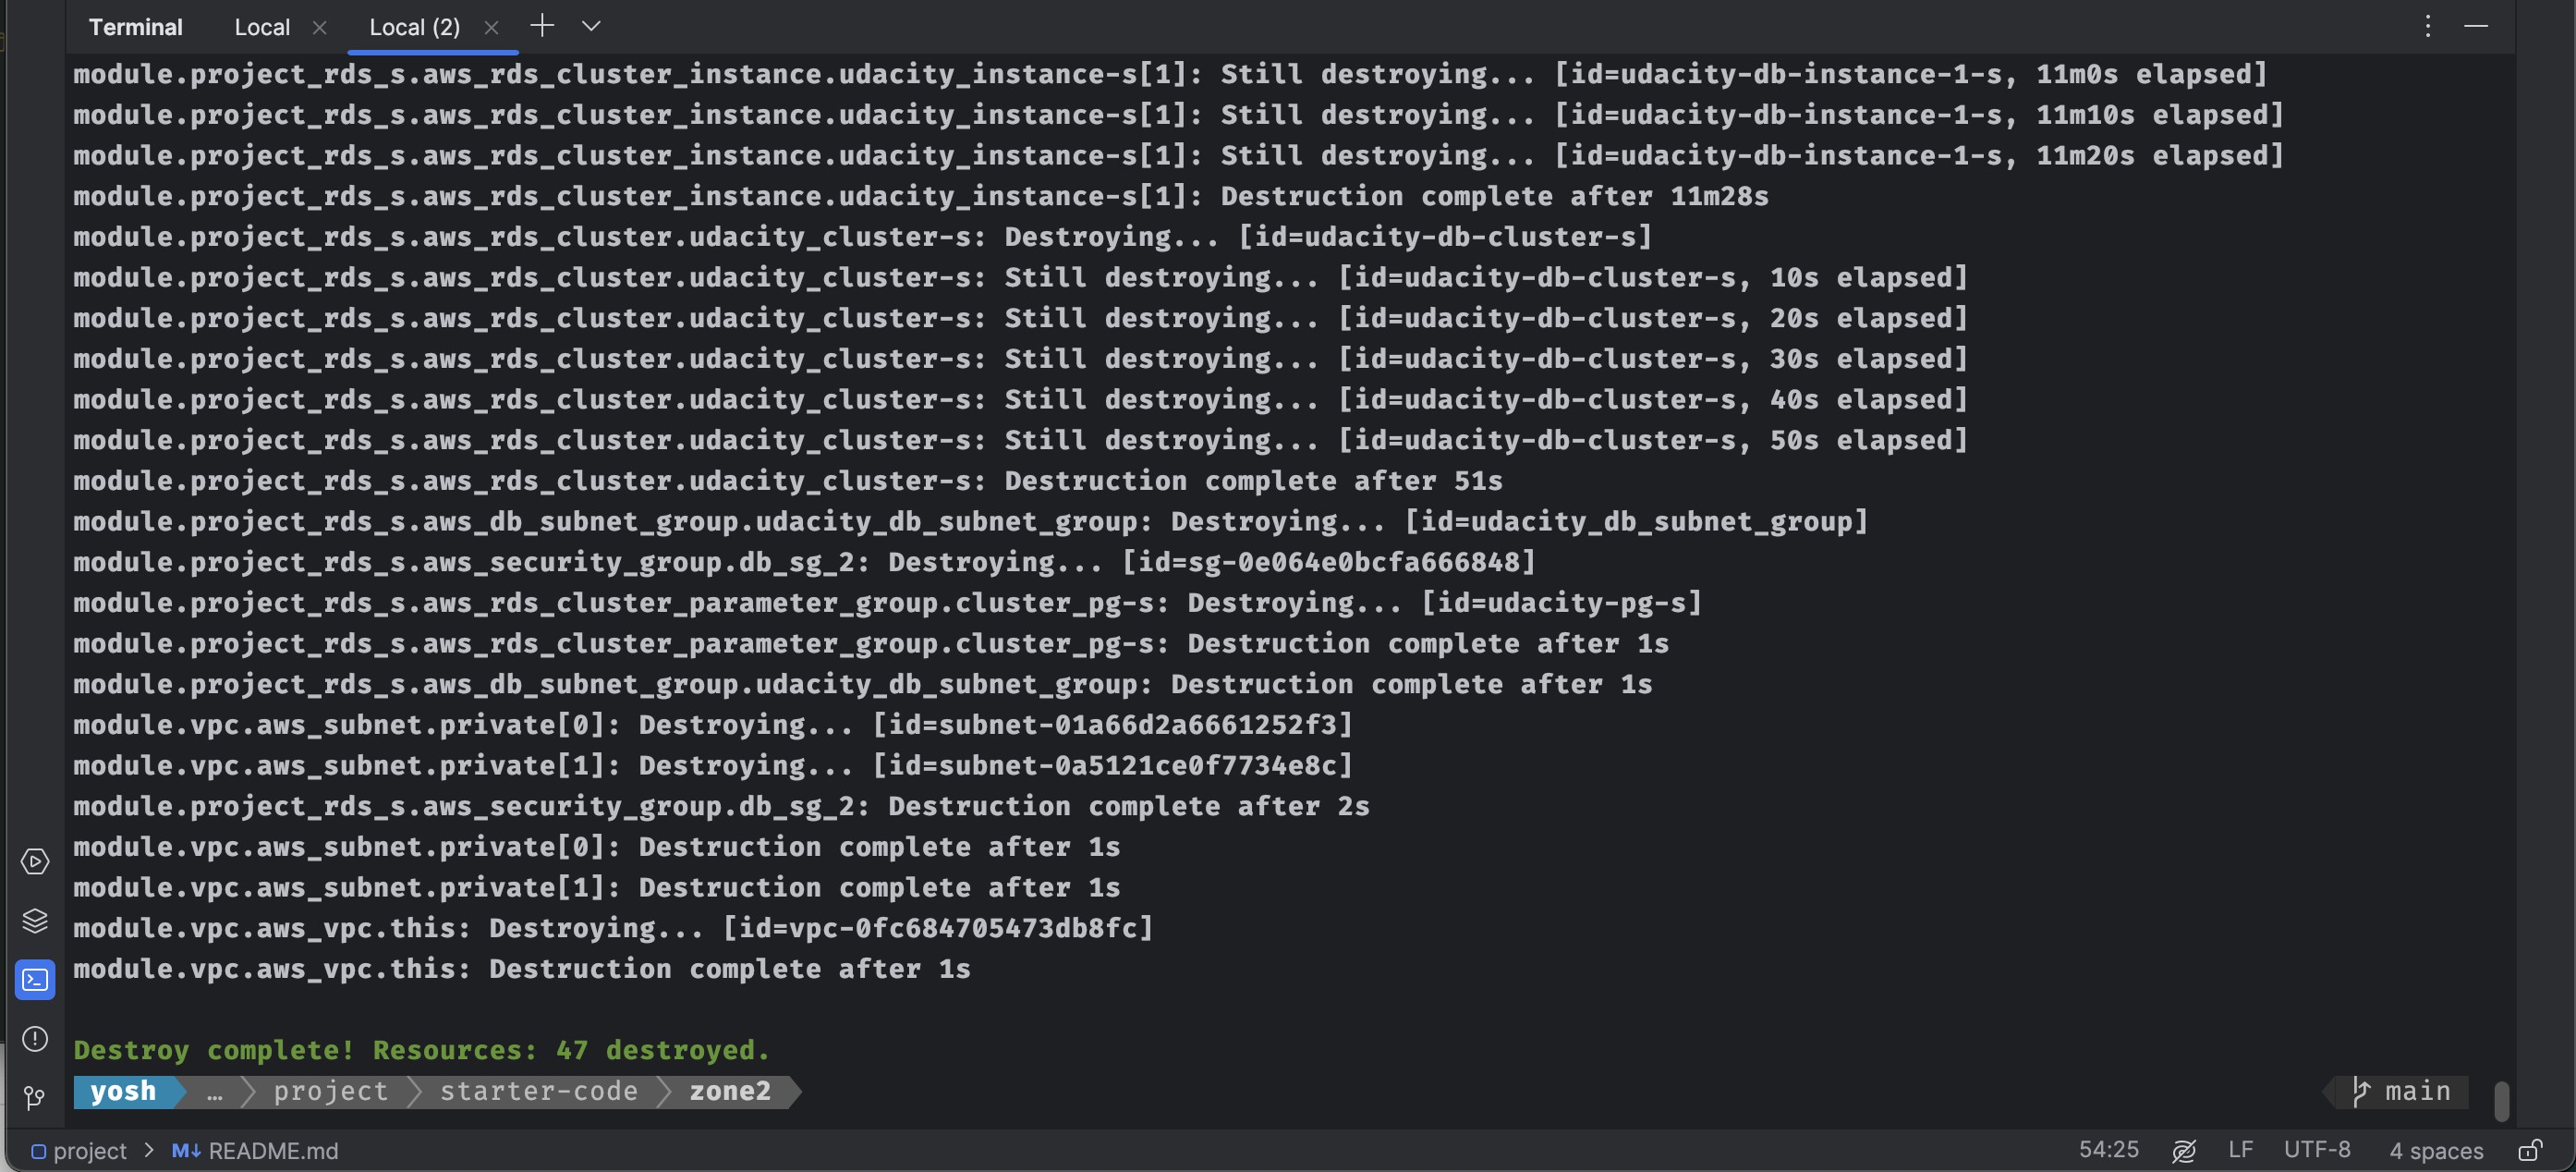 Terminal Local Local (2)
module.project_rds_s.aws_rds_cluster_instance.udacity_instance-s[1]: Still destroying... [id=udacity-db-instance-1-s, 11m0s elapsed]
module.project_rds_s.aws_rds_cluster_instance.udacity_instance-s[1]: Still destroying... [id=udacity-db-instance-1-s, 11m10s elapsed]
module.project_rds_s.aws_rds_cluster_instance.udacity_instance-s[1]: Still destroying... [id=udacity-db-instance-1-s, 11m20s elapsed]
module.project_rds_s.aws_rds_cluster_instance.udacity_instance-s[1]: Destruction complete after 11m28s
module.project_rds_s.aws_rds_cluster.udacity_cluster-s: Destroying... [id=udacity-db-cluster-s]
module.project_rds_s.aws_rds_cluster.udacity_cluster-s: Still destroying... [id=udacity-db-cluster-s, 10s elapsed]
module.project_rds_s.aws_rds_cluster.udacity_cluster-s: Still destroying... [id=udacity-db-cluster-s, 20s elapsed]
module.project_rds_s.aws_rds_cluster.udacity_cluster-s: Still destroying... [id=udacity-db-cluster-s, 30s elapsed]
module.project_rds_s.aws_rds_cluster.udacity_cluster-s: Still destroying... [id=udacity-db-cluster-s, 40s elapsed]
module.project_rds_s.aws_rds_cluster.udacity_cluster-s: Still destroying... [id=udacity-db-cluster-s, 50s elapsed]
module.project_rds_s.aws_rds_cluster.udacity_cluster-s: Destruction complete after 51s
module.project_rds_s.aws_db_subnet_group.udacity_db_subnet_group: Destroying... [id=udacity_db_subnet_group]
module.project_rds_s.aws_security_group.db_sg_2: Destroying... [id=sg-0e064e0bcfa666848]
module.project_rds_s.aws_rds_cluster_parameter_group.cluster_pg-s: Destroying... [id=udacity-pg-s]
module.project_rds_s.aws_rds_cluster_parameter_group.cluster_pg-s: Destruction complete after 1s
module.project_rds_s.aws_db_subnet_group.udacity_db_subnet_group: Destruction complete after 1s
module.vpc.aws_subnet.private[0]: Destroying... [id=subnet-01a66d2a6661252f3]
module.vpc.aws_subnet.private[1]: Destroying... [id=subnet-0a5121ce0f7734e8c]
module.project_rds_s.aws_security_group.db_sg_2: Destruction complete after 2s
module.vpc.aws_subnet.private[0]: Destruction complete after 1s
module.vpc.aws_subnet.private[1]: Destruction complete after 1s
module.vpc.aws_vpc.this: Destroying... [id=vpc-0fc684705473db8fc]
module.vpc.aws_vpc.this: Destruction complete after 1s
Destroy complete! Resources: 47 destroyed.
yosh … project starter-code zone2 main
project > M↓ README.md 54:25 LF UTF-8 4 spaces